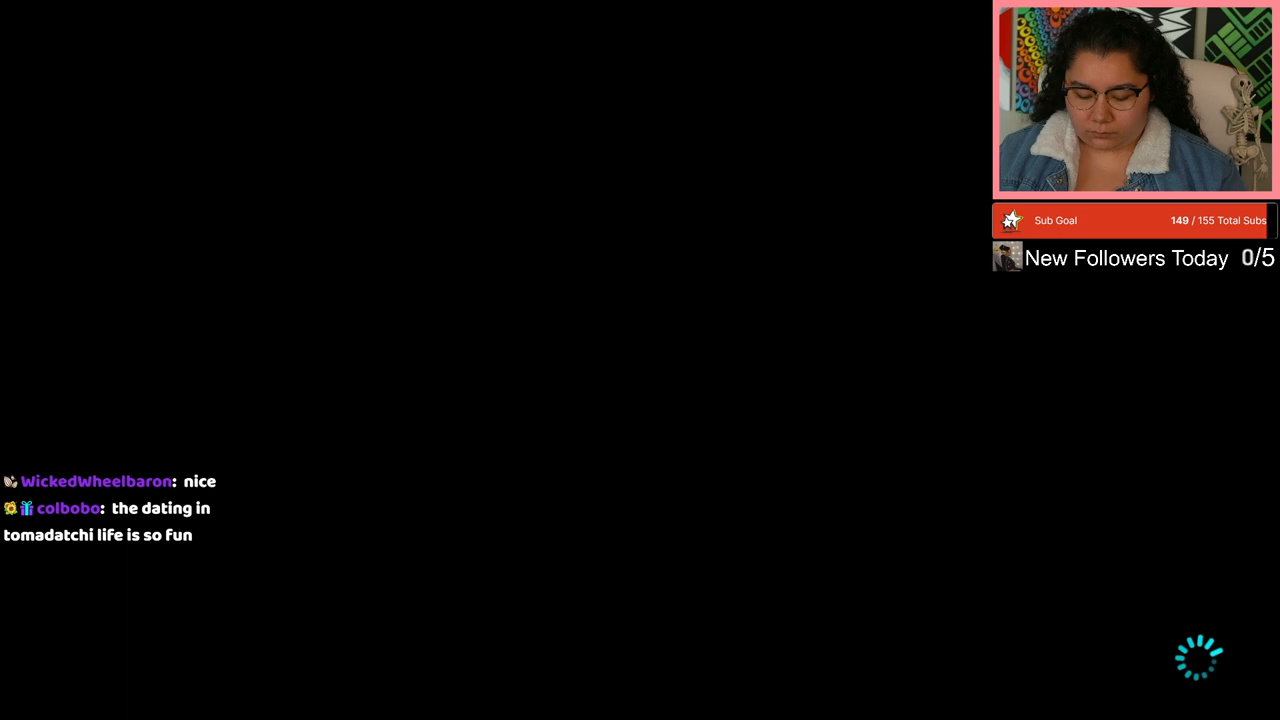 Sub Goal 149 / 155 Total Subs
New Followers Today 0/5
WickedWheelbaron: nice
colbobo: the dating in
tomadatchi life is so fun